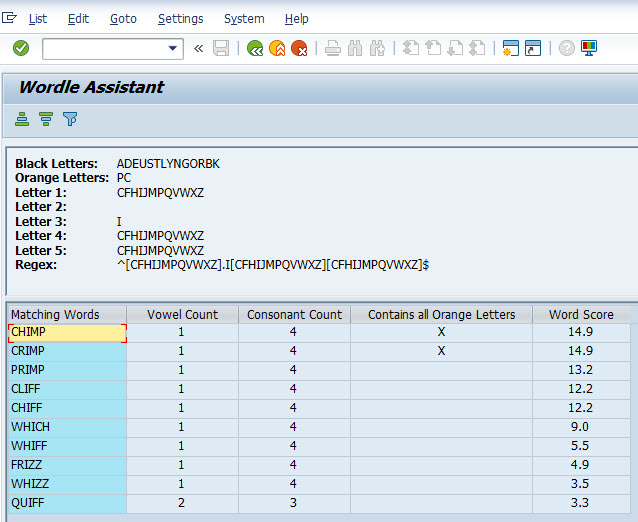 List Edit Goto Settings System Help
Wordle Assistant
Black Letters: ADEUSTLYNGORBK
Orange Letters: PC
Letter 1: CFHIJMPQVWXZ
Letter 2:
Letter 3: I
Letter 4: CFHIJMPQVWXZ
Letter 5: CFHIJMPQVWXZ
Regex: ^[CFHIJMPQVWXZ].I[CFHIJMPQVWXZ][CFHIJMPQVWXZ]$
Matching Words Vowel Count Consonant Count Contains all Orange Letters Word Score
CHIMP 1 4 X 14.9
CRIMP 1 4 X 14.9
PRIMP 1 4 13.2
CLIFF 1 4 12.2
CHIFF 1 4 12.2
WHICH 1 4 9.0
WHIFF 1 4 5.5
FRIZZ 1 4 4.9
WHIZZ 1 4 3.5
QUIFF 2 3 3.3